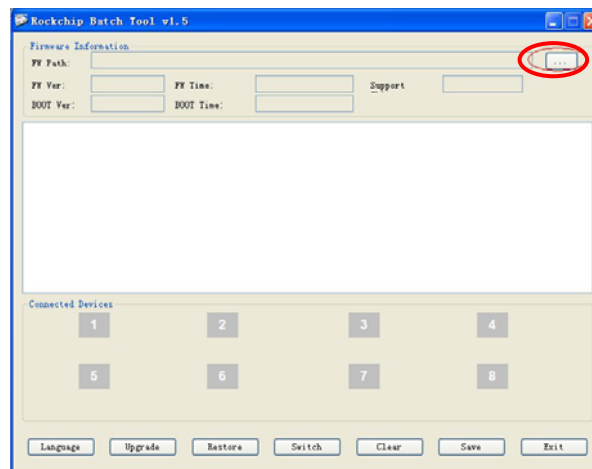 Rockchip Batch Tool v1.5
Firmware Information
FW Path:
...
FW Ver: FW Time: Support
BOOT Ver: BOOT Time:
Connected Devices
1 2 3 4
5 6 7 8
Language Upgrade Restore Switch Clear Save Exit